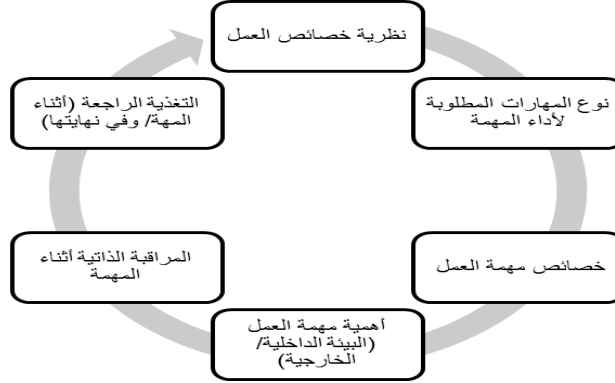 نظرية خصائص العمل
نوع المهارات المطلوبة
لأداء المهمة
خصائص مهمة العمل
أهمية مهمة العمل
(البيئة الداخلية/
الخارجية)
المراقبة الذاتية أثناء
المهمة
التغذية الراجعة (أثناء
المهة/ وفي نهايتها)